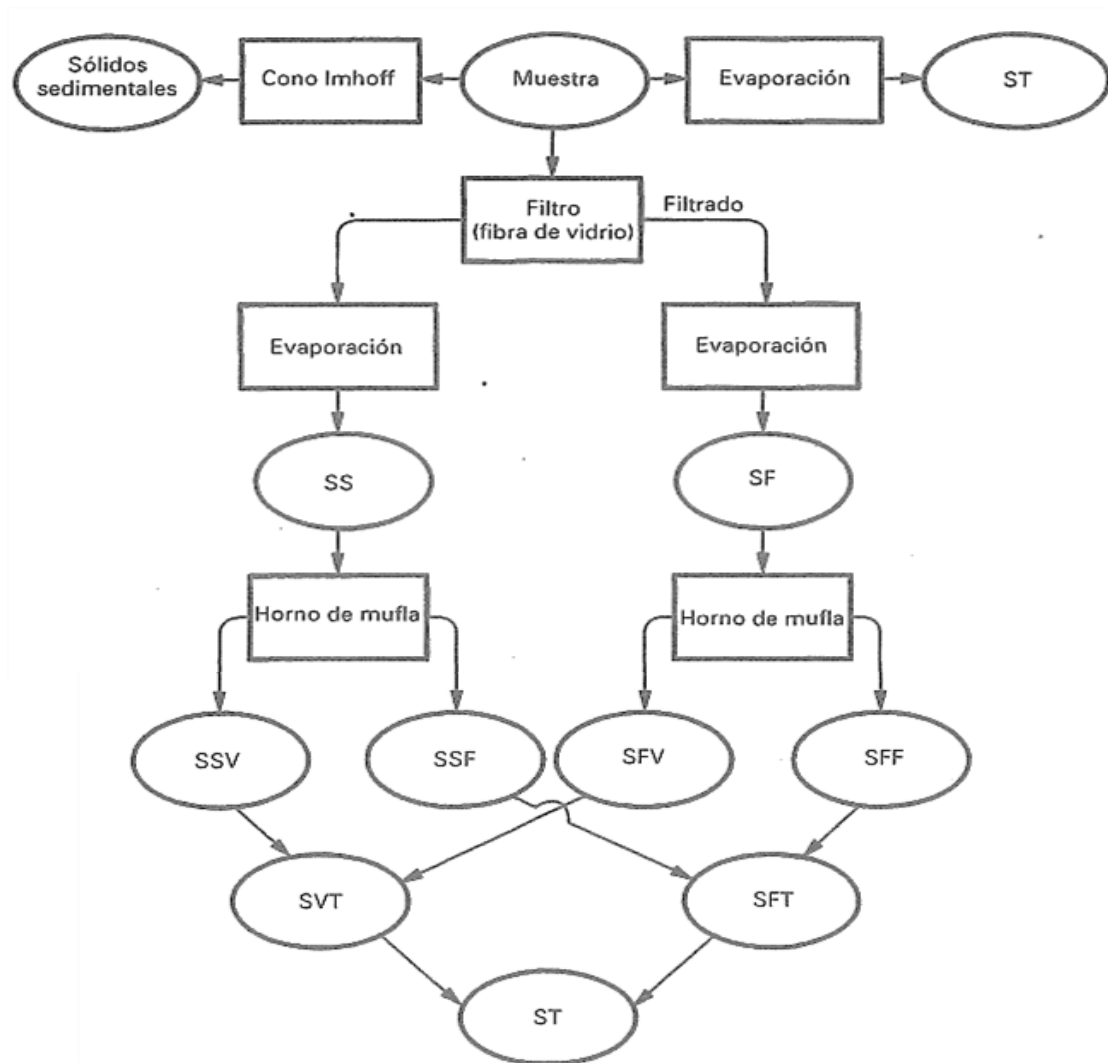 Sólidos
sedimentales
Cono Imhoff
Muestra
Evaporación
ST
Filtro
(fibra de vidrio)
Filtrado
Evaporación
Evaporación
SS
SF
Horno de mufla
Horno de mufla
SSV
SSF
SFV
SFF
SVT
SFT
ST